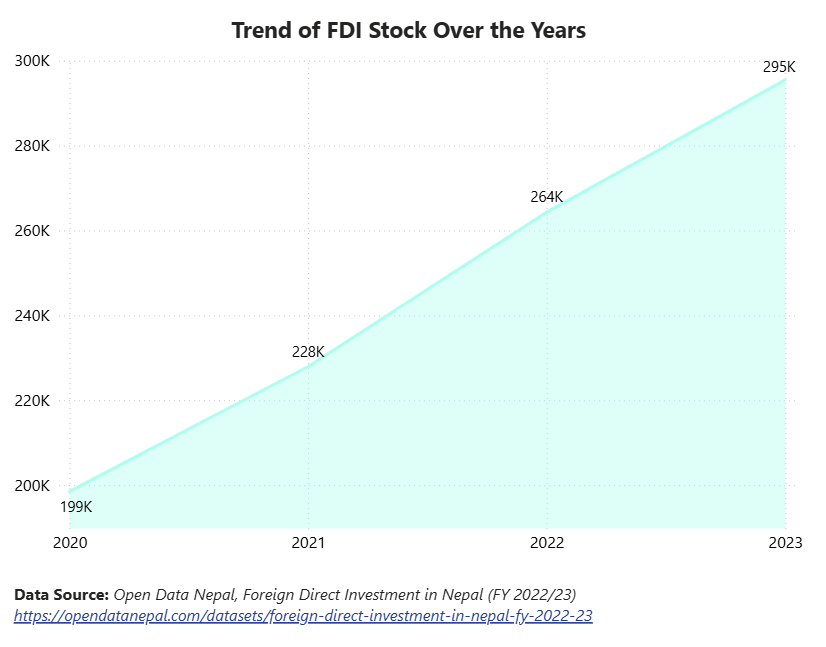 Trend of FDI Stock Over the Years
300K
295K
280K
264K
260K
240K
228K
220K
200K
199K
2020 2021 2022 2023
Data Source: Open Data Nepal, Foreign Direct Investment in Nepal (FY 2022/23)
https://opendatanepal.com/datasets/foreign-direct-investment-in-nepal-fy-2022-23